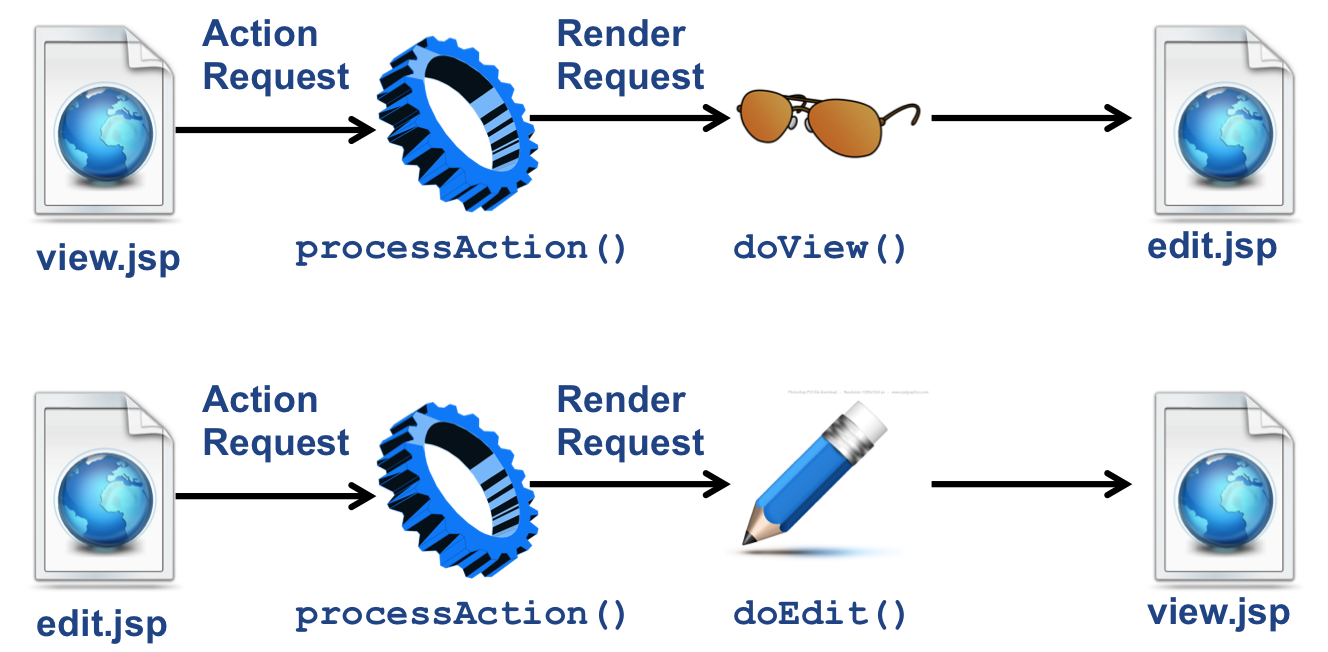 Action
Request
Render
Request
view.jsp
processAction()
doView()
edit.jsp
Action
Request
Render
Request
edit.jsp
processAction()
doEdit()
view.jsp